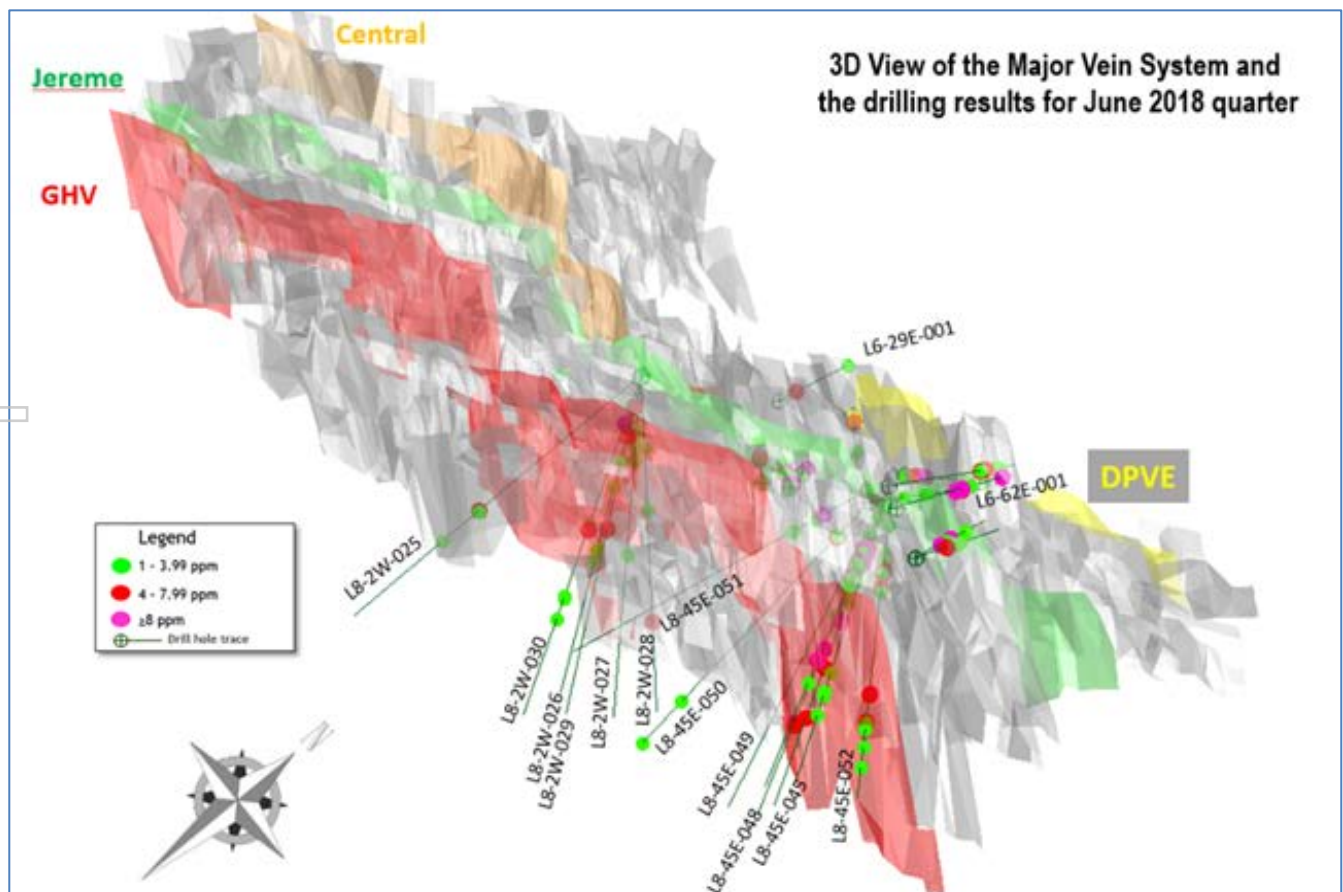 Central
3D View of the Major Vein System and
the drilling results for June 2018 quarter
Jereme
GHV
L6-29E-001
DPVE
L6-62E-001
Legend
1 - 3.99 ppm
4 - 7.99 ppm
≥8 ppm
Drill hole trace
L8-2W-025
L8-2W-030
L8-2W-026
L8-2W-029
L8-2W-027
L8-2W-028
L8-45E-051
L8-45E-050
L8-45E-049
L8-45E-048
L8-45E-045
L8-45E-052
N